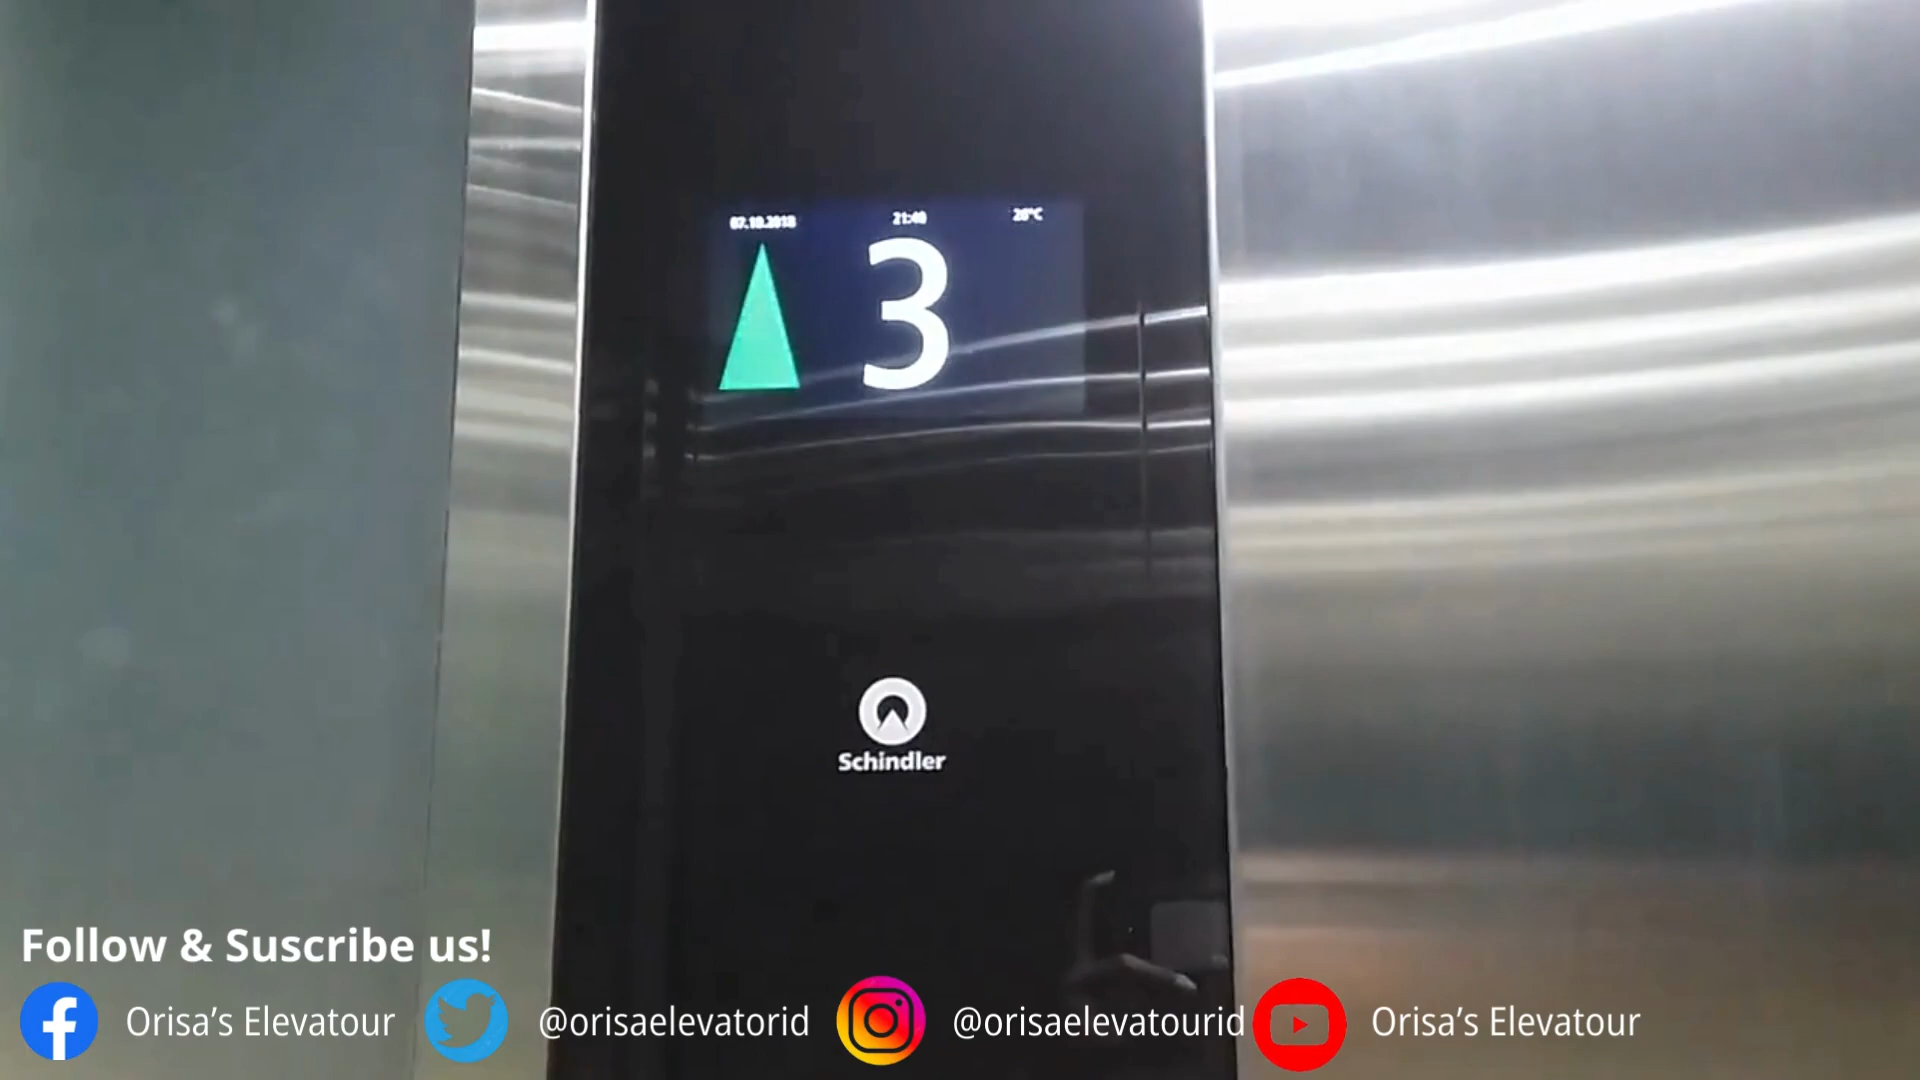 07.10.2018 21:40 26°C
3
Schindler
Follow & Suscribe us!
Orisa's Elevatour @orisaelevatorid @orisaelevatourid Orisa's Elevatour